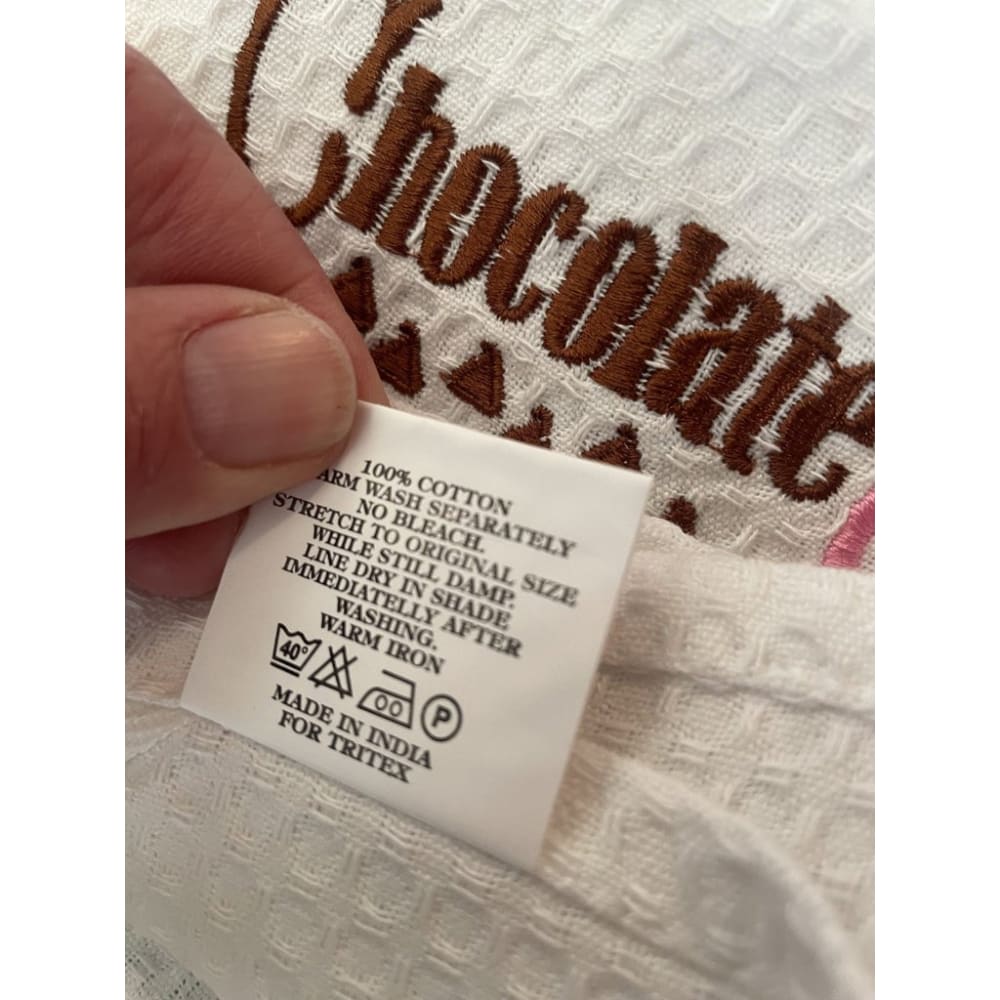 Chocolate
100% COTTON
ARM WASH SEPARATELY
NO BLEACH.
STRETCH TO ORIGINAL SIZE
WHILE STILL DAMP.
LINE DRY IN SHADE
IMMEDIATELLY AFTER
WASHING.
WARM IRON
40° P
MADE IN INDIA
FOR TRITEX